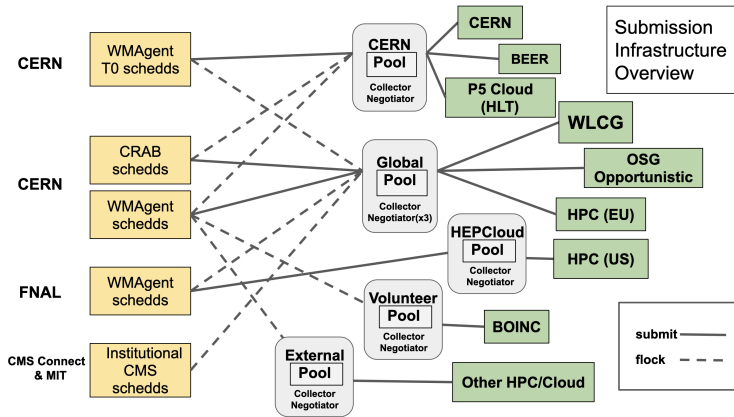 Submission
Infrastructure
Overview
CERN
WMAgent
T0 schedds
CERN
Pool
Collector
Negotiator
CERN
BEER
P5 Cloud
(HLT)
CERN
CRAB
schedds
WMAgent
schedds
Global
Pool
Collector
Negotiator(x3)
WLCG
OSG
Opportunistic
HPC (EU)
FNAL
WMAgent
schedds
HEPCloud
Pool
Collector
Negotiator
HPC (US)
Volunteer
Pool
Collector
Negotiator
BOINC
CMS Connect
& MIT
Institutional
CMS
schedds
External
Pool
Collector
Negotiator
Other HPC/Cloud
submit
flock